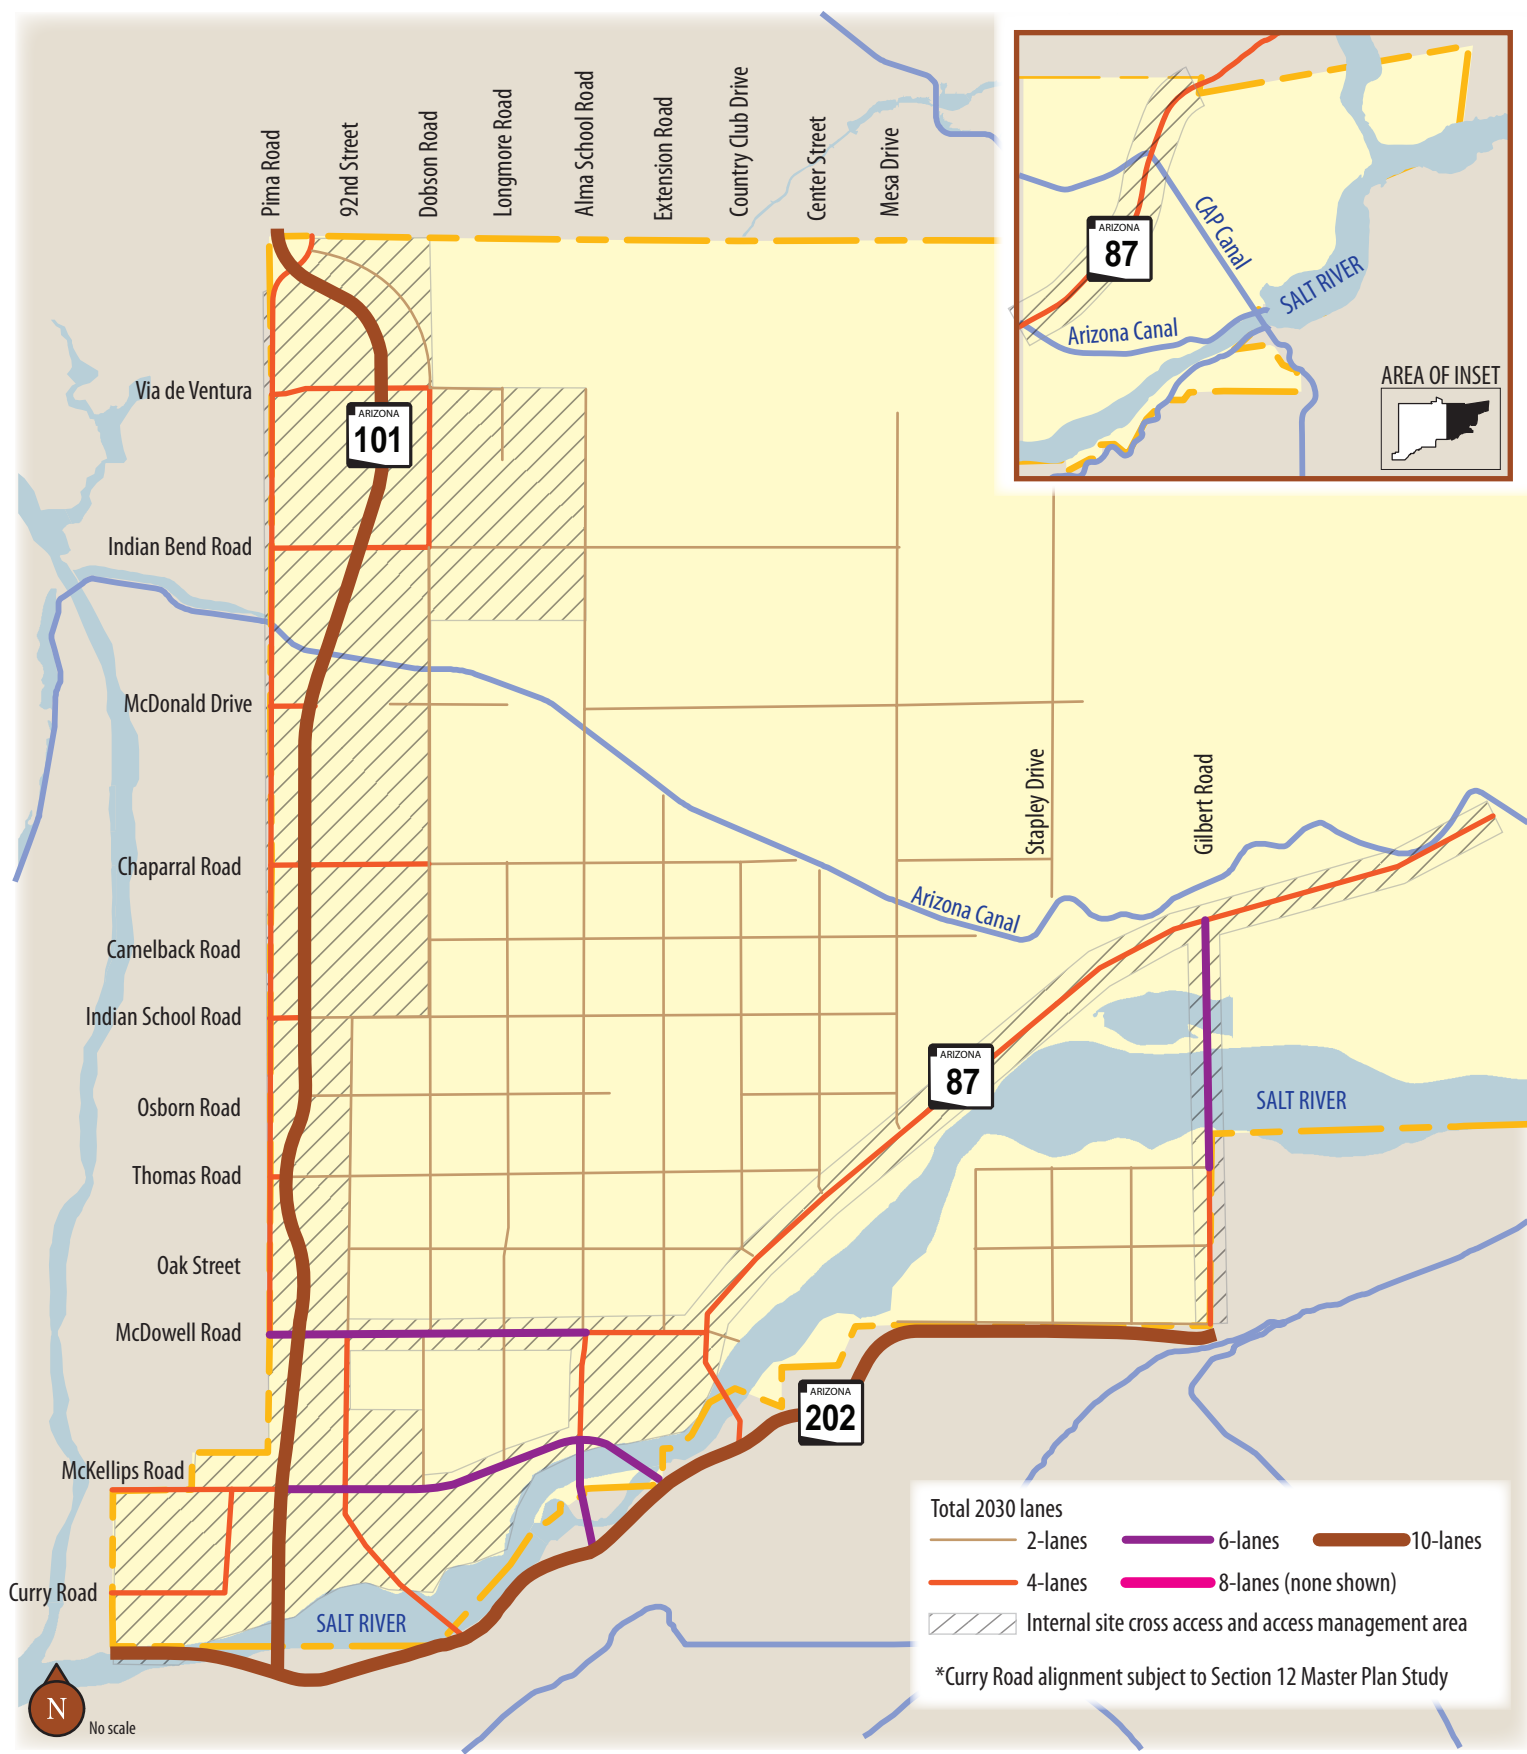 Pima Road
92nd Street
Dobson Road
Longmore Road
Alma School Road
Extension Road
Country Club Drive
Center Street
Mesa Drive
ARIZONA
87
CAP Canal
SALT RIVER
Arizona Canal
AREA OF INSET
Via de Ventura
ARIZONA
101
Indian Bend Road
McDonald Drive
Stapley Drive
Gilbert Road
Chaparral Road
Arizona Canal
Camelback Road
Indian School Road
ARIZONA
87
Osborn Road
SALT RIVER
Thomas Road
Oak Street
McDowell Road
ARIZONA
202
McKellips Road
Curry Road
SALT RIVER
Total 2030 lanes
2-lanes
6-lanes
10-lanes
4-lanes
8-lanes (none shown)
Internal site cross access and access management area
*Curry Road alignment subject to Section 12 Master Plan Study
N
No scale